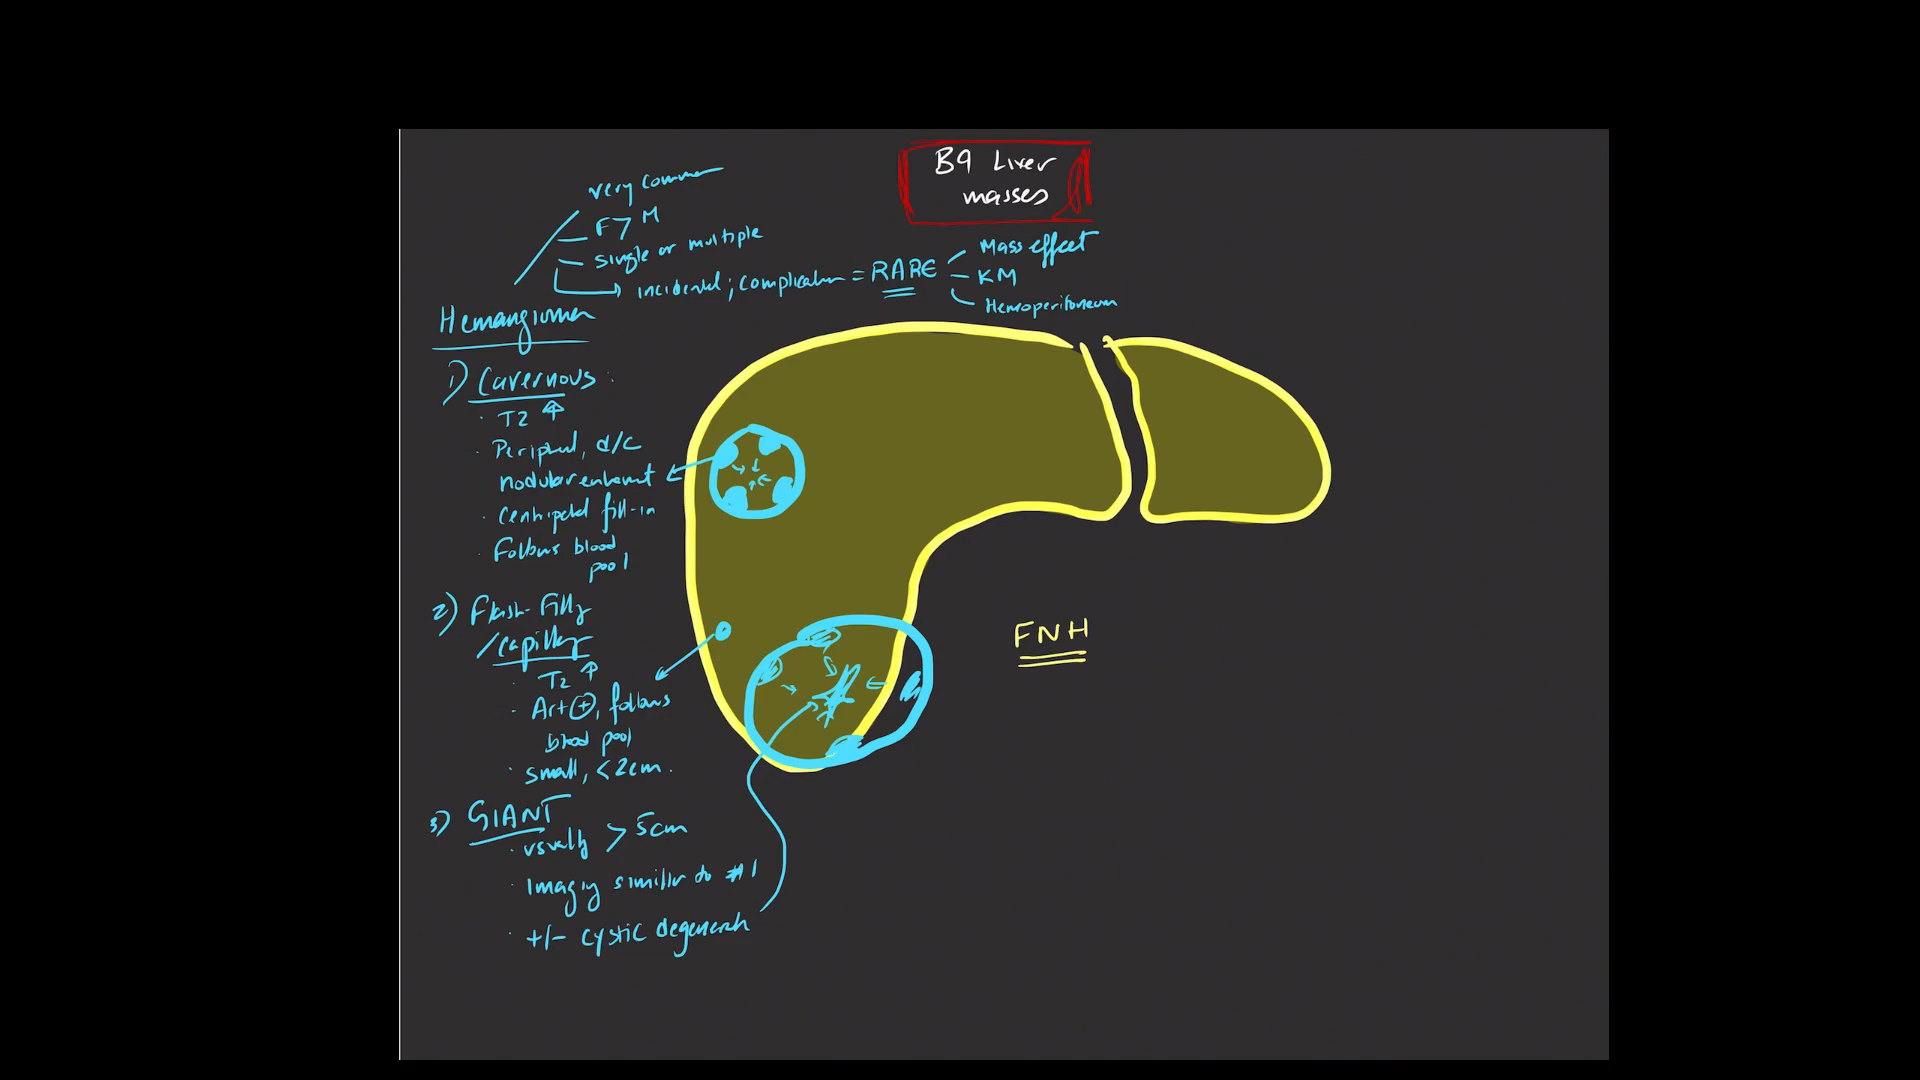 B9 Liver
masses
very common
F > M
single or multiple
incidental; complication = RARE
Mass effect
KM
Hemoperitoneum
Hemangioma
1) Cavernous:
· T2 ↑
· Peripheral, d/c
nodular enhancement
· Centripetal fill-in
· Follows blood
pool
2) Flash-filling
/capillary
· T2 ↑
· Art ⊕, follows
blood pool
· small, <2cm.
3) GIANT
· usually > 5cm
· Imaging similar to #1
· +/- cystic degenerate
FNH